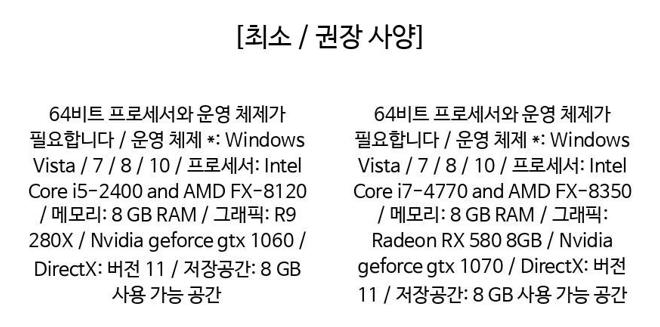 [최소 / 권장 사양]
64비트 프로세서와 운영 체제가
필요합니다 / 운영 체제 *: Windows
Vista / 7 / 8 / 10 / 프로세서: Intel
Core i5-2400 and AMD FX-8120
/ 메모리: 8 GB RAM / 그래픽: R9
280X / Nvidia geforce gtx 1060 /
DirectX: 버전 11 / 저장공간: 8 GB
사용 가능 공간
64비트 프로세서와 운영 체제가
필요합니다 / 운영 체제 *: Windows
Vista / 7 / 8 / 10 / 프로세서: Intel
Core i7-4770 and AMD FX-8350
/ 메모리: 8 GB RAM / 그래픽:
Radeon RX 580 8GB / Nvidia
geforce gtx 1070 / DirectX: 버전
11 / 저장공간: 8 GB 사용 가능 공간